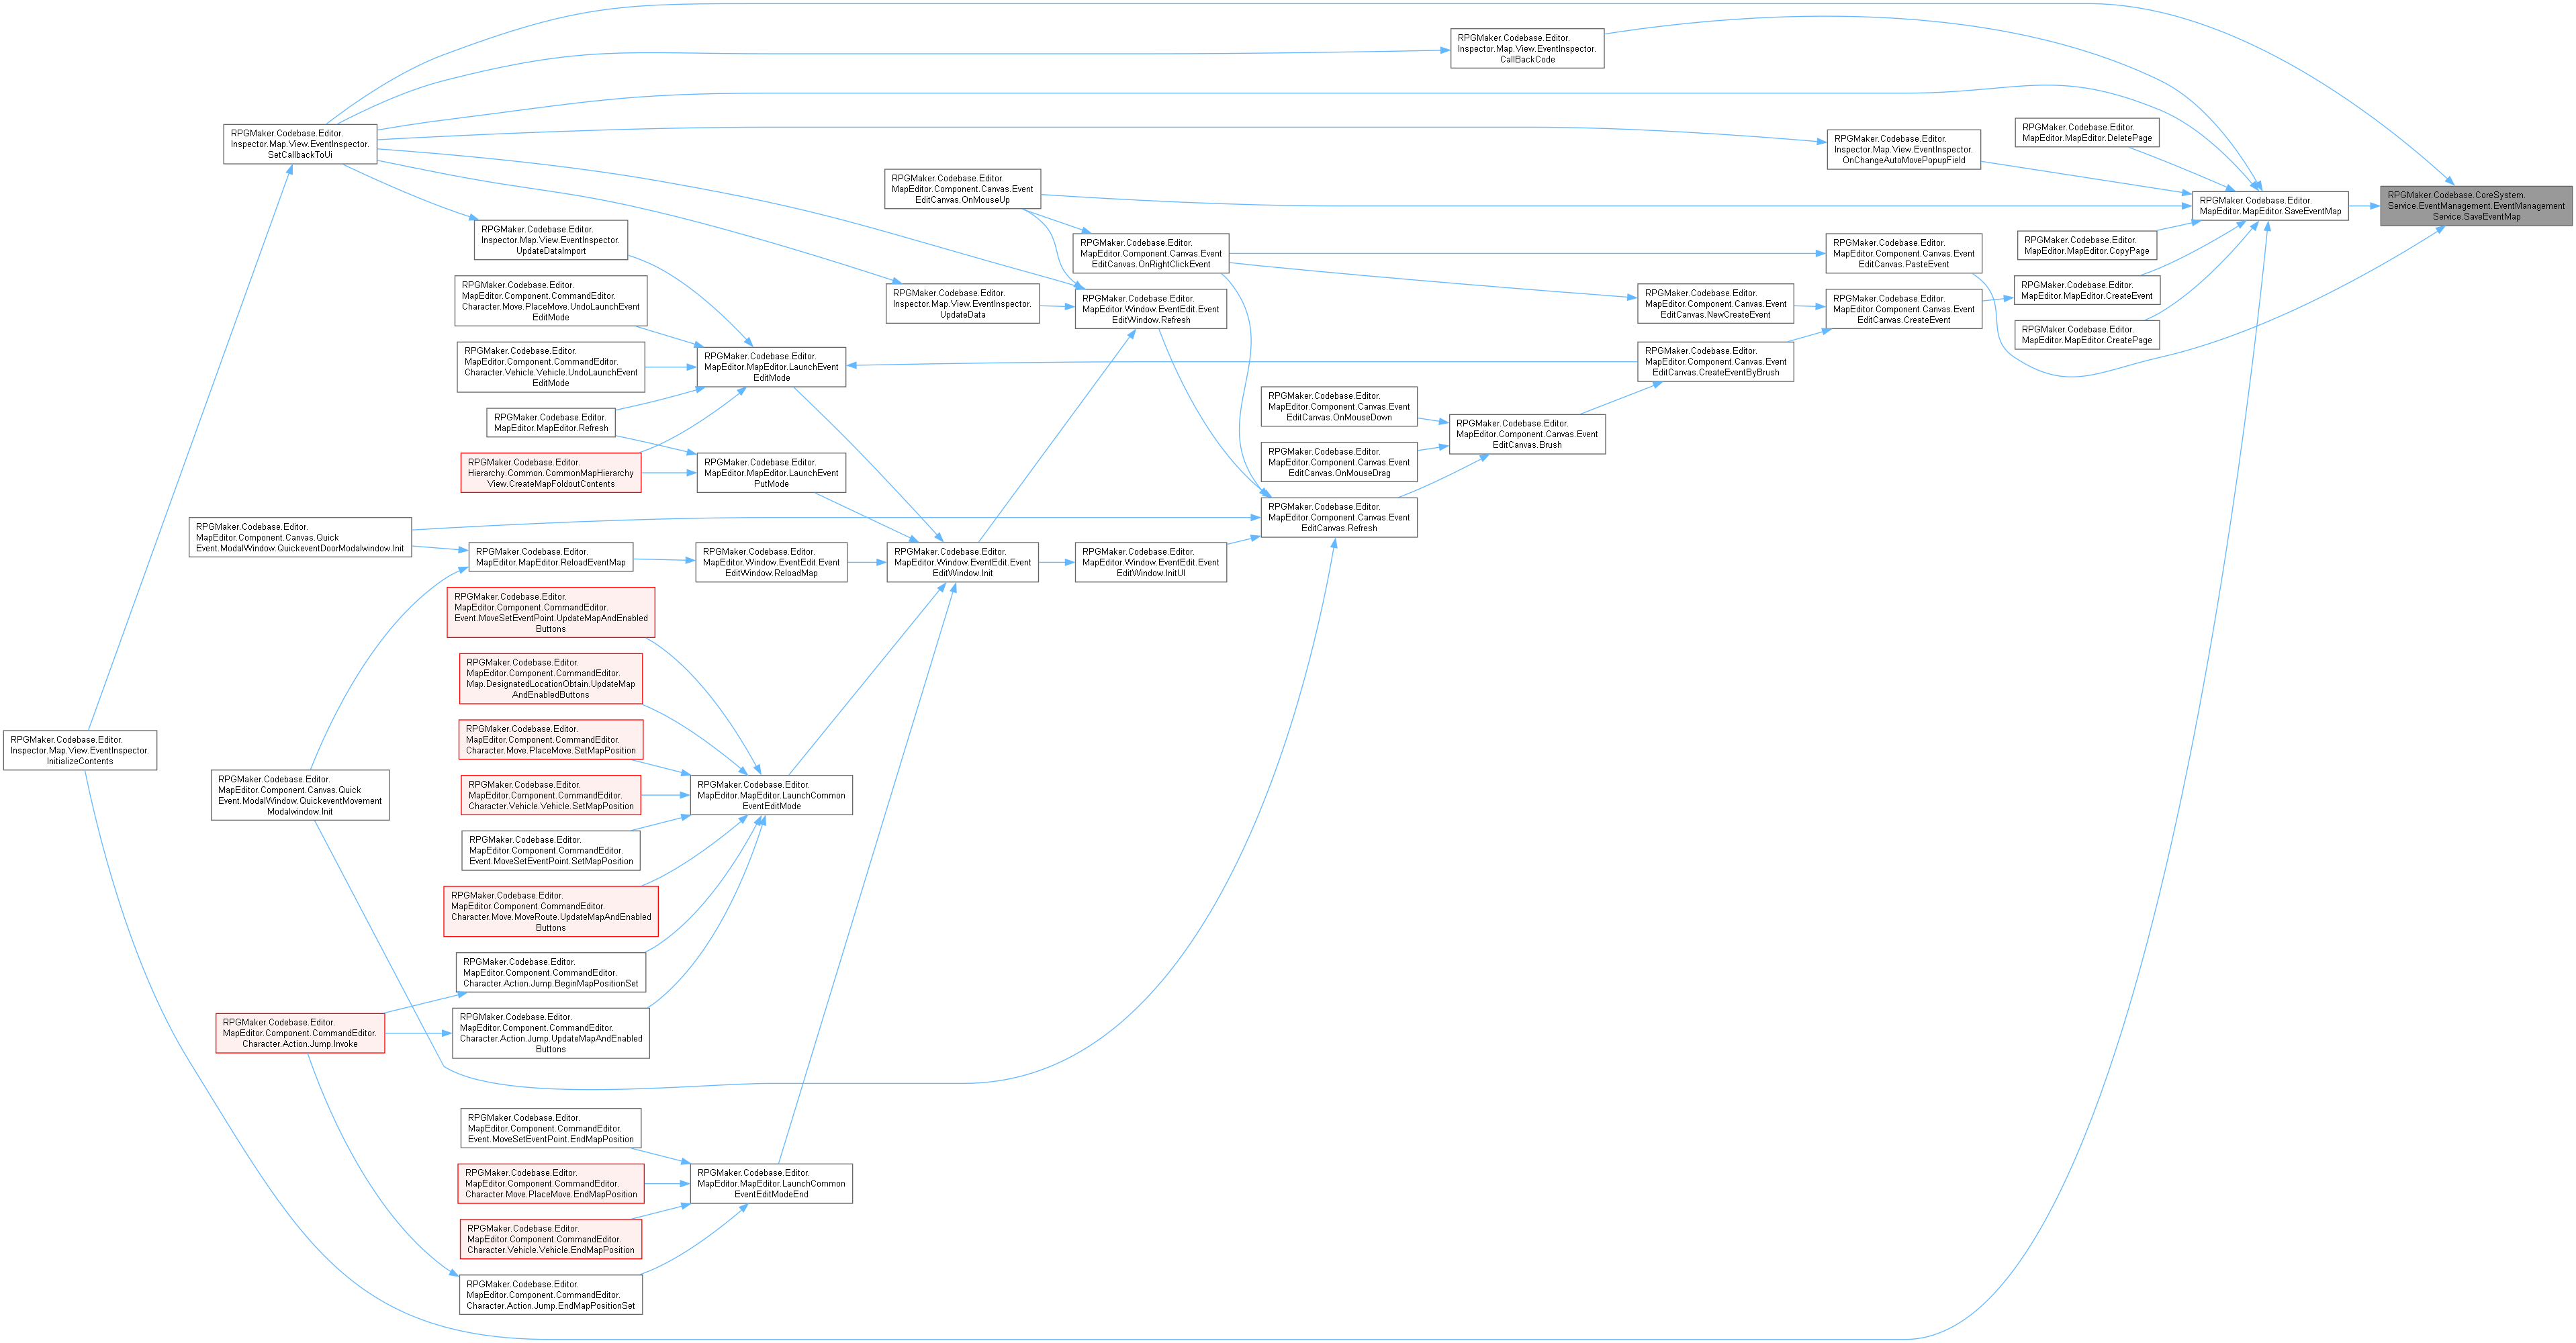 RPGMaker.Codebase.Editor.
Inspector.Map.View.EventInspector.
CallBackCode
RPGMaker.Codebase.Editor.
Inspector.Map.View.EventInspector.
SetCallbackToUi
RPGMaker.Codebase.Editor.
MapEditor.MapEditor.DeletePage
RPGMaker.Codebase.Editor.
Inspector.Map.View.EventInspector.
OnChangeAutoMovePopupField
RPGMaker.Codebase.Editor.
MapEditor.Component.Canvas.Event
EditCanvas.OnMouseUp
RPGMaker.Codebase.CoreSystem.
Service.EventManagement.EventManagement
Service.SaveEventMap
RPGMaker.Codebase.Editor.
MapEditor.MapEditor.SaveEventMap
RPGMaker.Codebase.Editor.
Inspector.Map.View.EventInspector.
UpdateDataImport
RPGMaker.Codebase.Editor.
MapEditor.Component.Canvas.Event
EditCanvas.OnRightClickEvent
RPGMaker.Codebase.Editor.
MapEditor.Component.Canvas.Event
EditCanvas.PasteEvent
RPGMaker.Codebase.Editor.
MapEditor.MapEditor.CopyPage
RPGMaker.Codebase.Editor.
MapEditor.Component.CommandEditor.
Character.Move.PlaceMove.UndoLaunchEvent
EditMode
RPGMaker.Codebase.Editor.
Inspector.Map.View.EventInspector.
UpdateData
RPGMaker.Codebase.Editor.
MapEditor.Window.EventEdit.Event
EditWindow.Refresh
RPGMaker.Codebase.Editor.
MapEditor.Component.Canvas.Event
EditCanvas.NewCreateEvent
RPGMaker.Codebase.Editor.
MapEditor.Component.Canvas.Event
EditCanvas.CreateEvent
RPGMaker.Codebase.Editor.
MapEditor.MapEditor.CreateEvent
RPGMaker.Codebase.Editor.
MapEditor.MapEditor.CreatePage
RPGMaker.Codebase.Editor.
MapEditor.Component.CommandEditor.
Character.Vehicle.Vehicle.UndoLaunchEvent
EditMode
RPGMaker.Codebase.Editor.
MapEditor.MapEditor.LaunchEvent
EditMode
RPGMaker.Codebase.Editor.
MapEditor.Component.Canvas.Event
EditCanvas.CreateEventByBrush
RPGMaker.Codebase.Editor.
MapEditor.Component.Canvas.Event
EditCanvas.OnMouseDown
RPGMaker.Codebase.Editor.
MapEditor.MapEditor.Refresh
RPGMaker.Codebase.Editor.
MapEditor.Component.Canvas.Event
EditCanvas.Brush
RPGMaker.Codebase.Editor.
MapEditor.Component.Canvas.Event
EditCanvas.OnMouseDrag
RPGMaker.Codebase.Editor.
Hierarchy.Common.CommonMapHierarchy
View.CreateMapFoldoutContents
RPGMaker.Codebase.Editor.
MapEditor.MapEditor.LaunchEvent
PutMode
RPGMaker.Codebase.Editor.
MapEditor.Component.Canvas.Event
EditCanvas.Refresh
RPGMaker.Codebase.Editor.
MapEditor.Component.Canvas.Quick
Event.ModalWindow.QuickeventDoorModalwindow.Init
RPGMaker.Codebase.Editor.
MapEditor.MapEditor.ReloadEventMap
RPGMaker.Codebase.Editor.
MapEditor.Window.EventEdit.Event
EditWindow.ReloadMap
RPGMaker.Codebase.Editor.
MapEditor.Window.EventEdit.Event
EditWindow.Init
RPGMaker.Codebase.Editor.
MapEditor.Window.EventEdit.Event
EditWindow.InitUI
RPGMaker.Codebase.Editor.
MapEditor.Component.CommandEditor.
Event.MoveSetEventPoint.UpdateMapAndEnabled
Buttons
RPGMaker.Codebase.Editor.
MapEditor.Component.CommandEditor.
Map.DesignatedLocationObtain.UpdateMap
AndEnabledButtons
RPGMaker.Codebase.Editor.
MapEditor.Component.CommandEditor.
Character.Move.PlaceMove.SetMapPosition
RPGMaker.Codebase.Editor.
Inspector.Map.View.EventInspector.
InitializeContents
RPGMaker.Codebase.Editor.
MapEditor.Component.Canvas.Quick
Event.ModalWindow.QuickeventMovement
Modalwindow.Init
RPGMaker.Codebase.Editor.
MapEditor.Component.CommandEditor.
Character.Vehicle.Vehicle.SetMapPosition
RPGMaker.Codebase.Editor.
MapEditor.MapEditor.LaunchCommon
EventEditMode
RPGMaker.Codebase.Editor.
MapEditor.Component.CommandEditor.
Event.MoveSetEventPoint.SetMapPosition
RPGMaker.Codebase.Editor.
MapEditor.Component.CommandEditor.
Character.Move.MoveRoute.UpdateMapAndEnabled
Buttons
RPGMaker.Codebase.Editor.
MapEditor.Component.CommandEditor.
Character.Action.Jump.BeginMapPositionSet
RPGMaker.Codebase.Editor.
MapEditor.Component.CommandEditor.
Character.Action.Jump.Invoke
RPGMaker.Codebase.Editor.
MapEditor.Component.CommandEditor.
Character.Action.Jump.UpdateMapAndEnabled
Buttons
RPGMaker.Codebase.Editor.
MapEditor.Component.CommandEditor.
Event.MoveSetEventPoint.EndMapPosition
RPGMaker.Codebase.Editor.
MapEditor.Component.CommandEditor.
Character.Move.PlaceMove.EndMapPosition
RPGMaker.Codebase.Editor.
MapEditor.MapEditor.LaunchCommon
EventEditModeEnd
RPGMaker.Codebase.Editor.
MapEditor.Component.CommandEditor.
Character.Vehicle.Vehicle.EndMapPosition
RPGMaker.Codebase.Editor.
MapEditor.Component.CommandEditor.
Character.Action.Jump.EndMapPositionSet